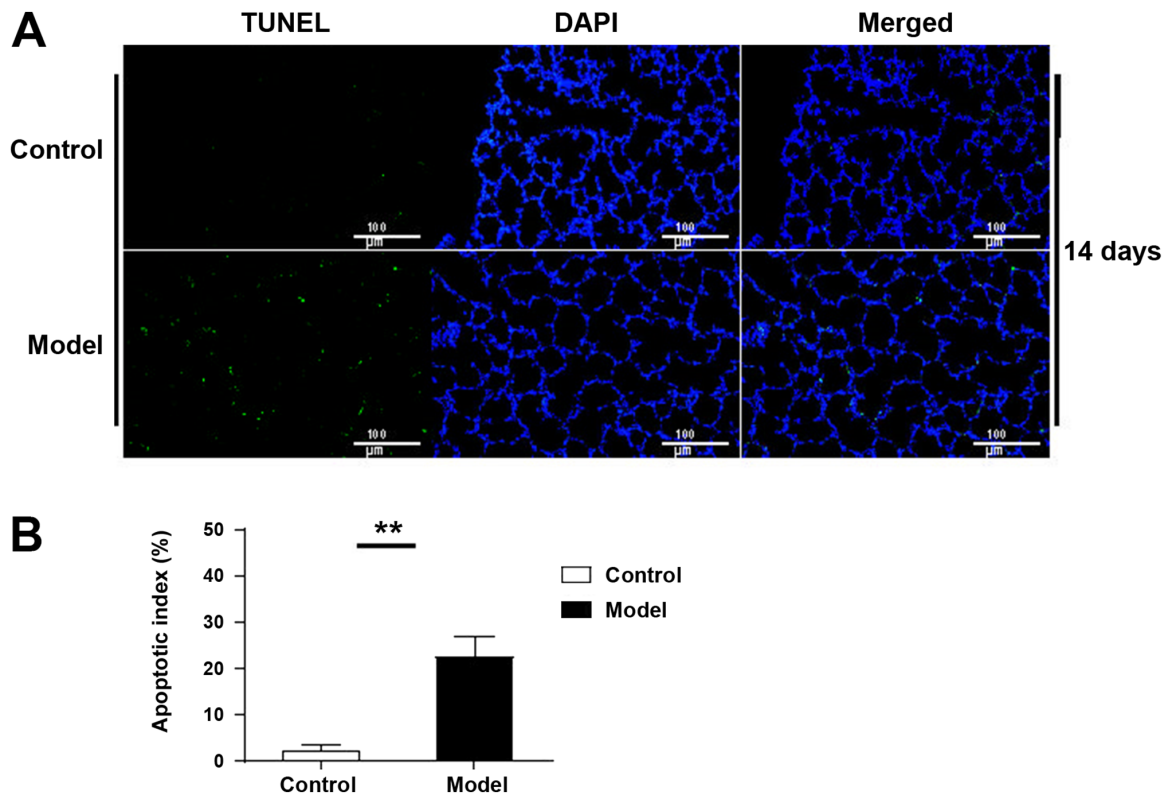 A
TUNEL DAPI Merged
Control
100 100 100
μm μm μm
14 days
Model
100 100 100
μm μm μm
B
Apoptotic index (%)
50
40
30
20
10
0
**
Control
Model
Control Model